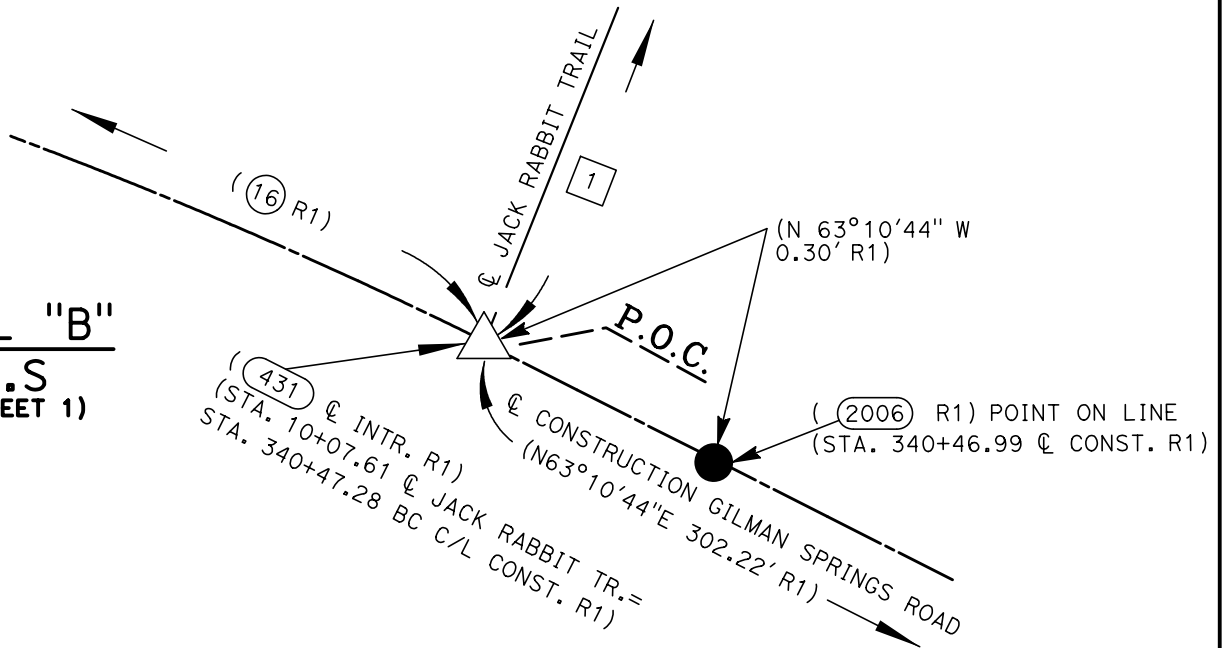 ℄ JACK RABBIT TRAIL
1
(16 R1)
(N 63°10'44" W
0.30' R1)
"B"
.S
EET 1)
P.O.C.
(431 ℄ INTR. R1)
(STA. 10+07.61 ℄ JACK RABBIT TR.=
STA. 340+47.28 BC C/L CONST. R1)
℄ CONSTRUCTION GILMAN SPRINGS ROAD
(N63°10'44"E 302.22' R1)
( 2006 R1) POINT ON LINE
(STA. 340+46.99 ℄ CONST. R1)